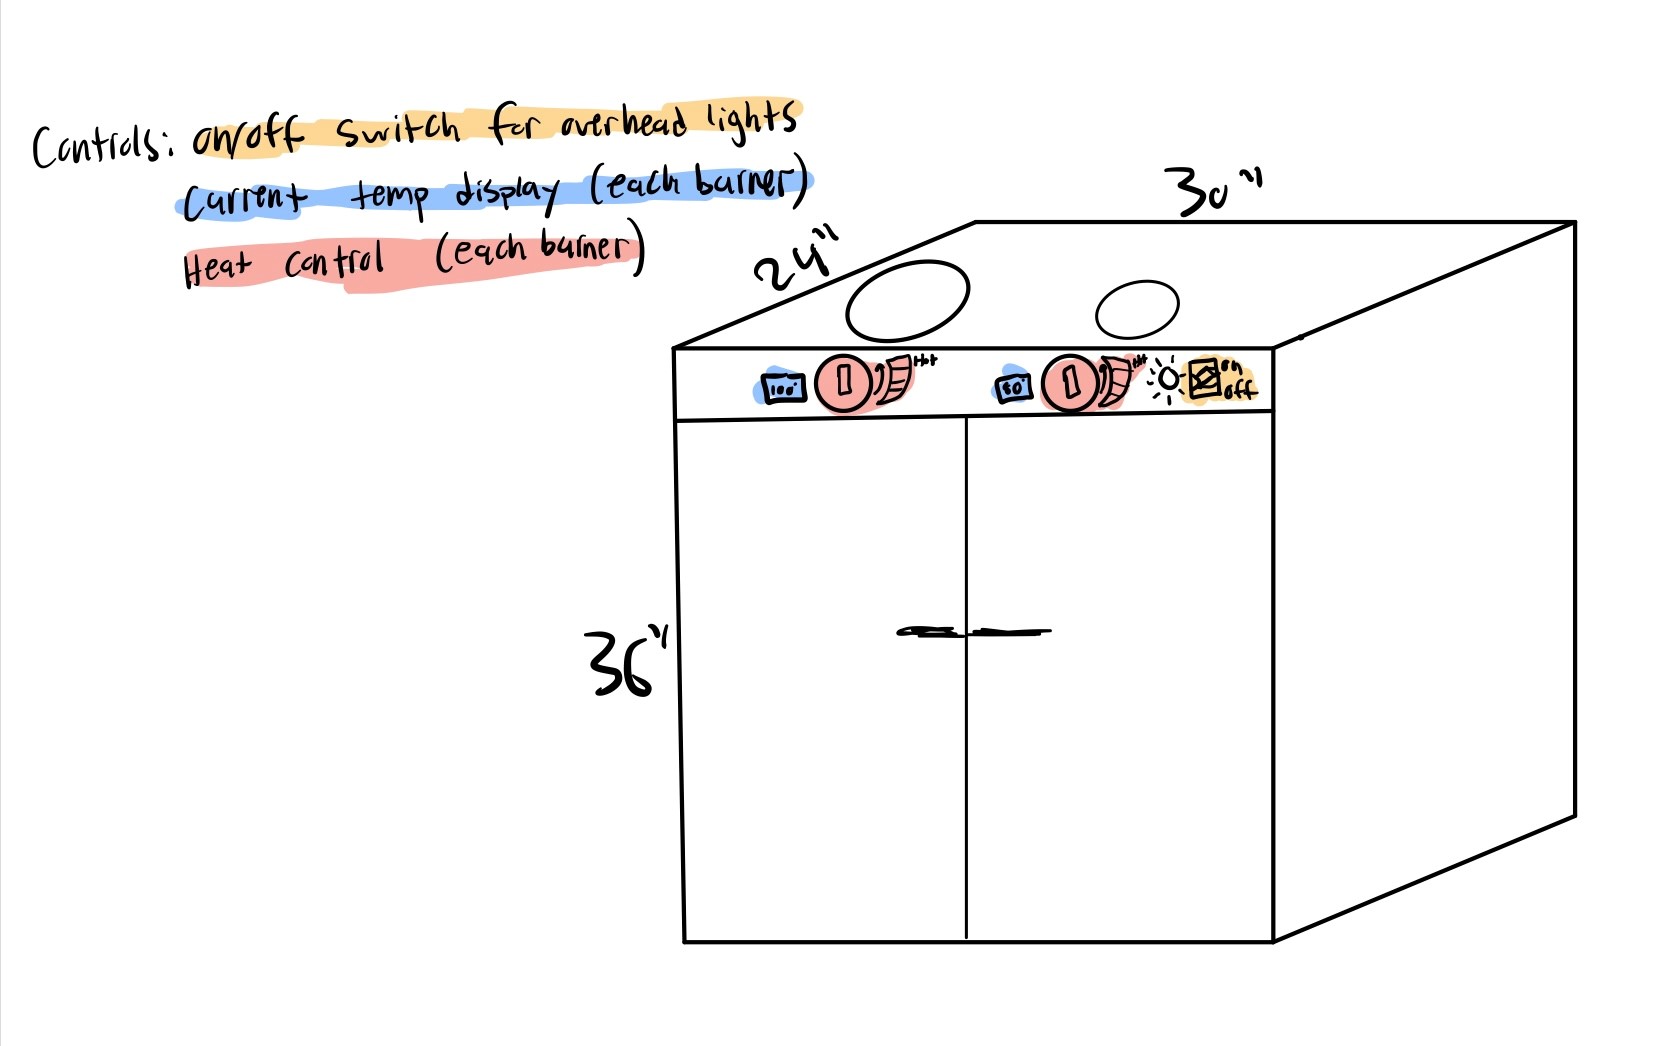 Controls: on/off switch for overhead lights
Current temp display (each burner)
Heat control (each burner)
30"
24"
100°
Hot
60°
Hot
on
off
36"